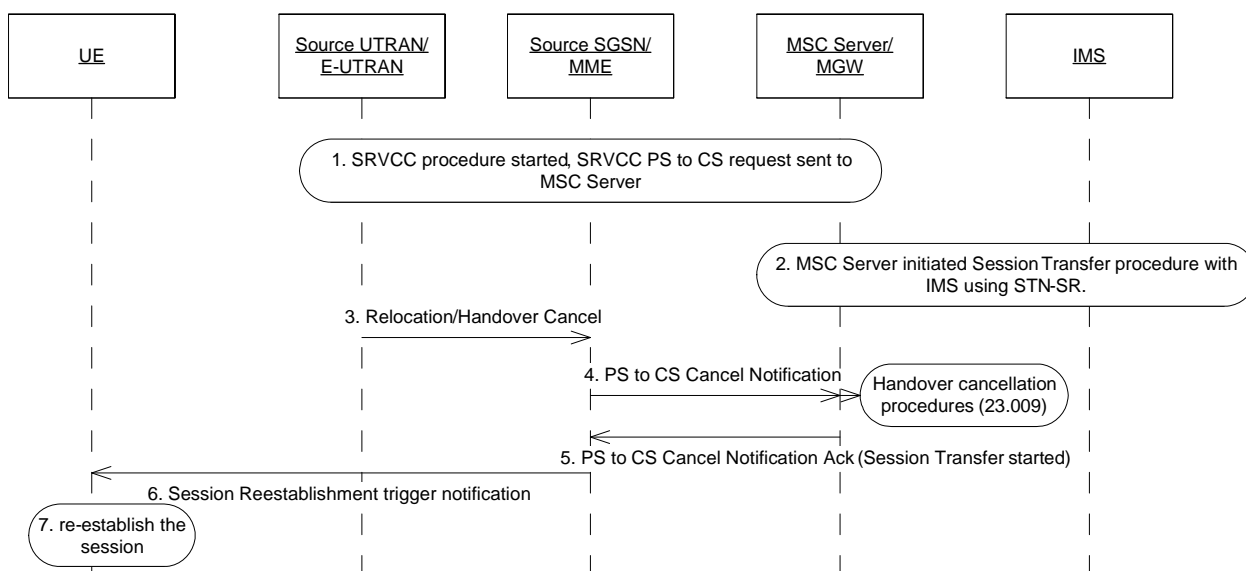 UE
Source UTRAN/
E-UTRAN
Source SGSN/
MME
MSC Server/
MGW
IMS
1. SRVCC procedure started, SRVCC PS to CS request sent to
MSC Server
2. MSC Server initiated Session Transfer procedure with
IMS using STN-SR.
3. Relocation/Handover Cancel
4. PS to CS Cancel Notification
Handover cancellation
procedures (23.009)
5. PS to CS Cancel Notification Ack (Session Transfer started)
6. Session Reestablishment trigger notification
7. re-establish the
session